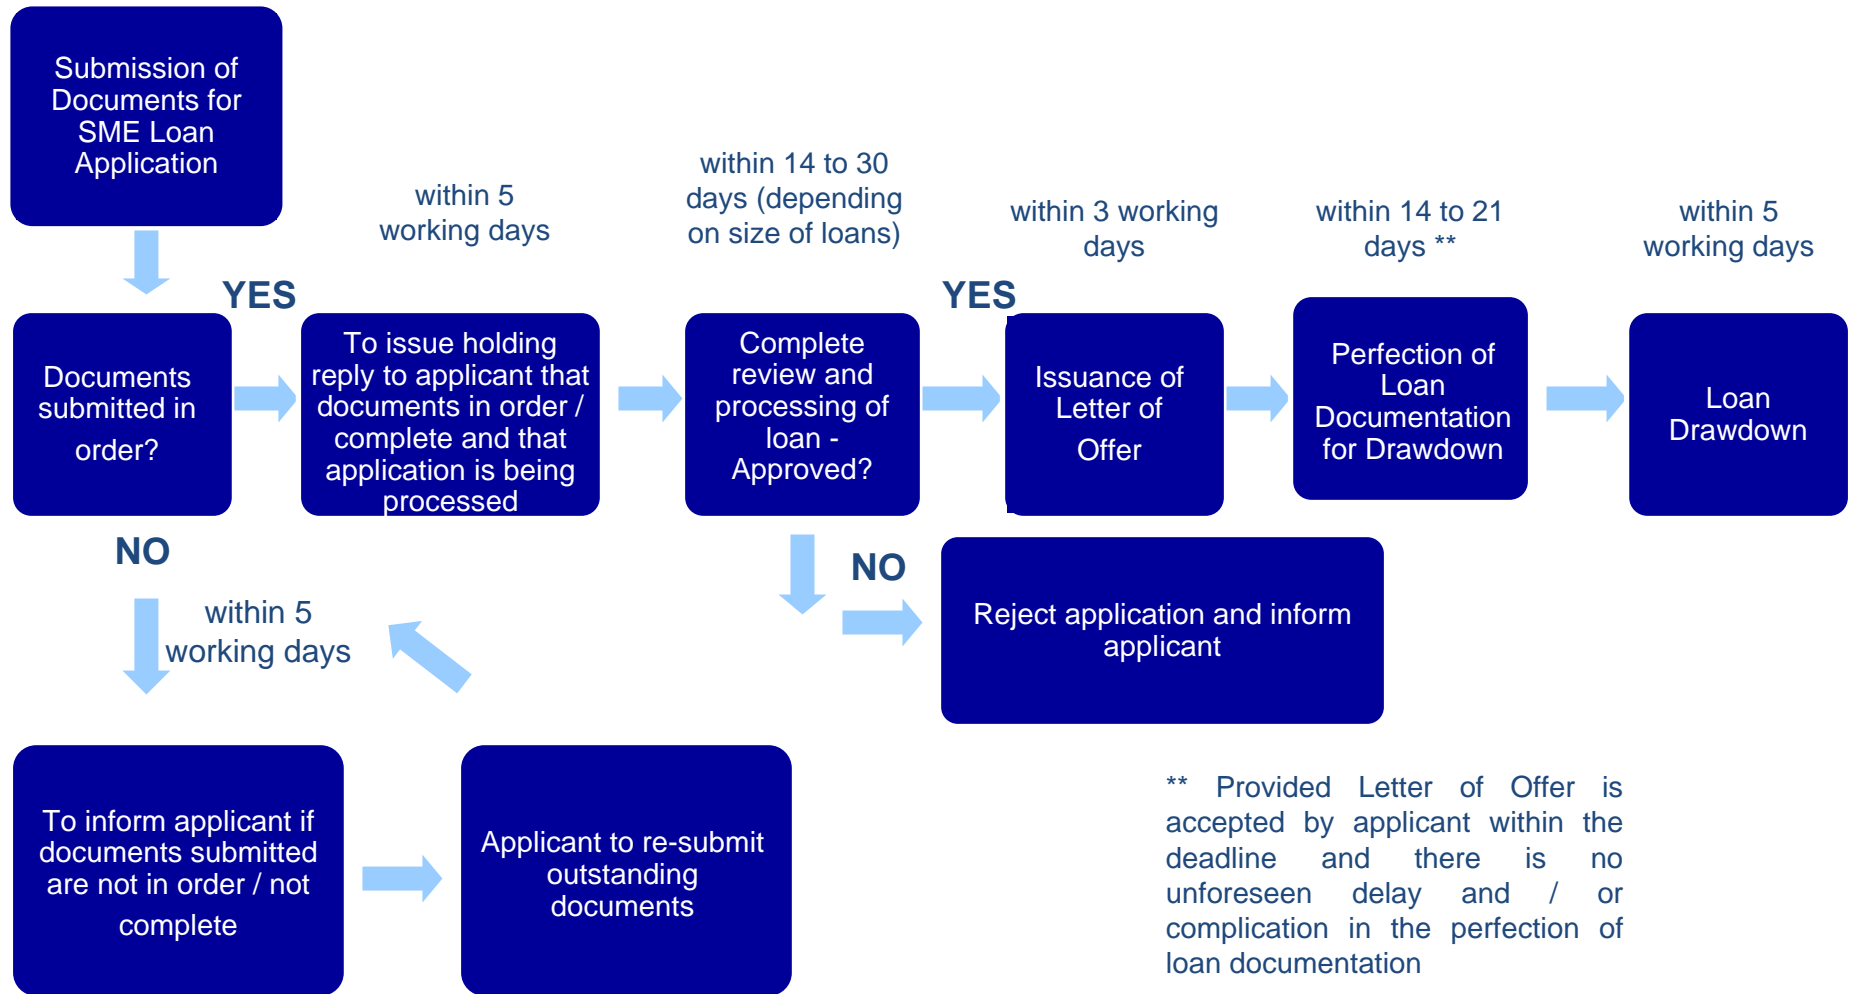 Submission of
Documents for
SME Loan
Application
within 5
working days
within 14 to 30
days (depending
on size of loans)
within 3 working
days
within 14 to 21
days **
within 5
working days
YES
YES
Documents
submitted in
order?
To issue holding
reply to applicant that
documents in order /
complete and that
application is being
processed
Complete
review and
processing of
loan -
Approved?
Issuance of
Letter of
Offer
Perfection of
Loan
Documentation
for Drawdown
Loan
Drawdown
NO
within 5
working days
NO
Reject application and inform
applicant
To inform applicant if
documents submitted
are not in order / not
complete
Applicant to re-submit
outstanding
documents
** Provided Letter of Offer is
accepted by applicant within the
deadline and there is no
unforeseen delay and / or
complication in the perfection of
loan documentation